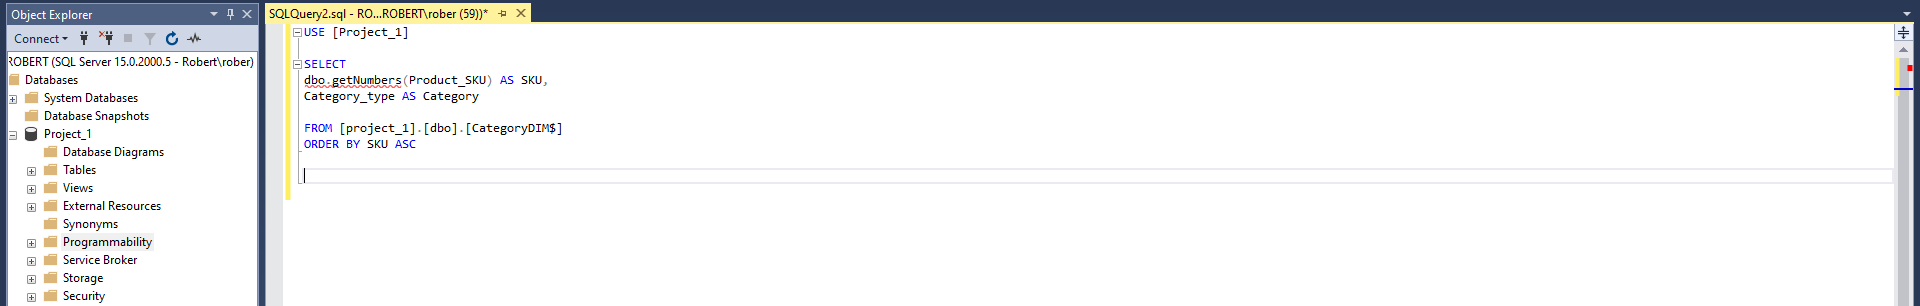 Object Explorer
Connect
ROBERT (SQL Server 15.0.2000.5 - Robert\rober)
Databases
System Databases
Database Snapshots
Project_1
Database Diagrams
Tables
Views
External Resources
Synonyms
Programmability
Service Broker
Storage
Security
SQLQuery2.sql - RO...ROBERT\rober (59))*
USE [Project_1]
SELECT
dbo.getNumbers(Product_SKU) AS SKU,
Category_type AS Category
FROM [project_1].[dbo].[CategoryDIM$]
ORDER BY SKU ASC